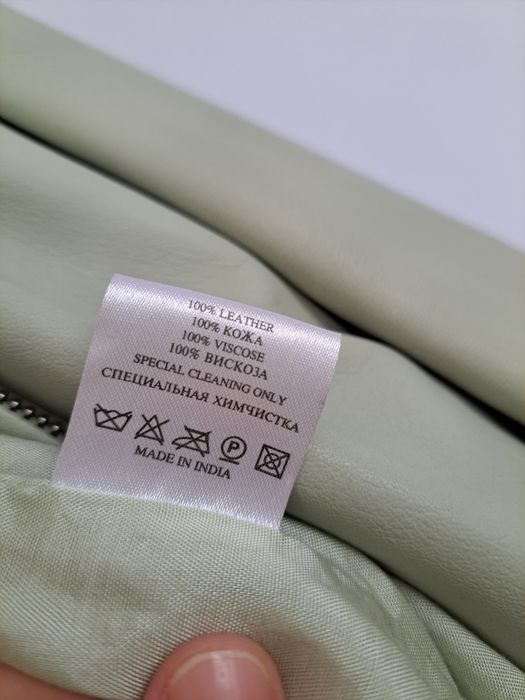 100% LEATHER
100% КОЖА
100% VISCOSE
100% ВИСКОЗА
SPECIAL CLEANING ONLY
СПЕЦИАЛЬНАЯ ХИМЧИСТКА
P
MADE IN INDIA